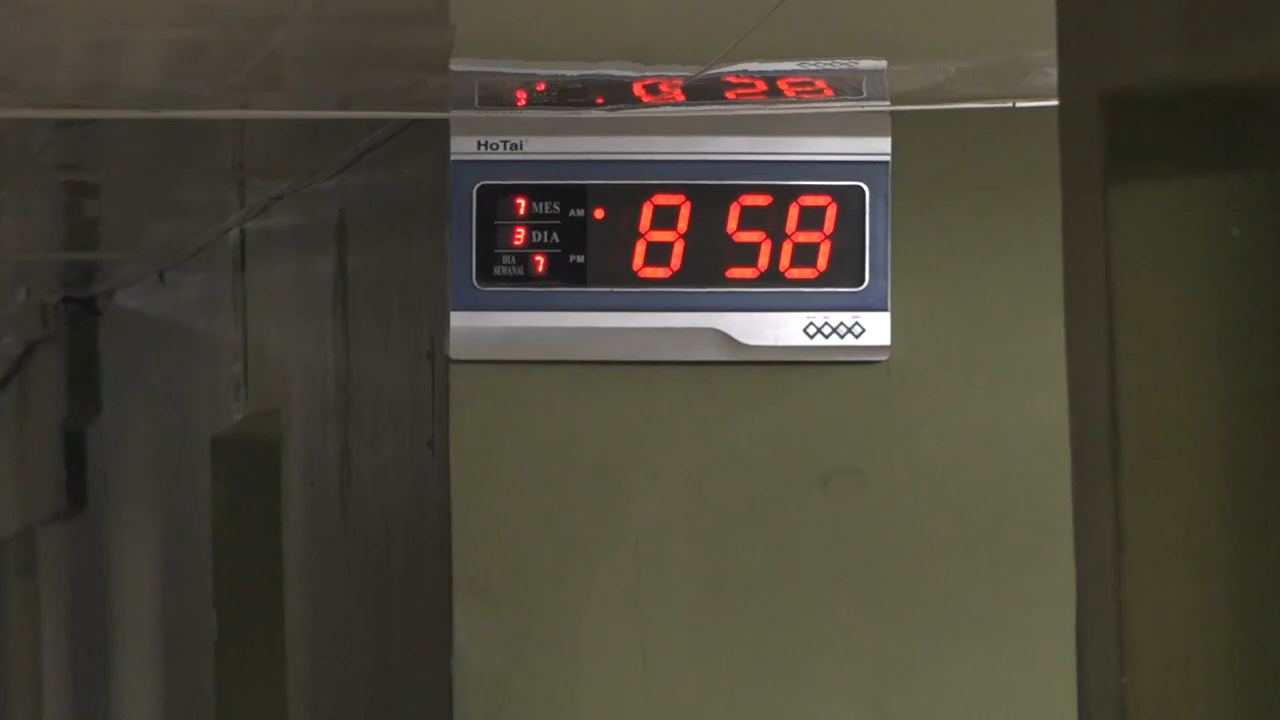 HoTai
7 MES
AM
8 58
3 DIA
DIA SEMANAL 7
PM